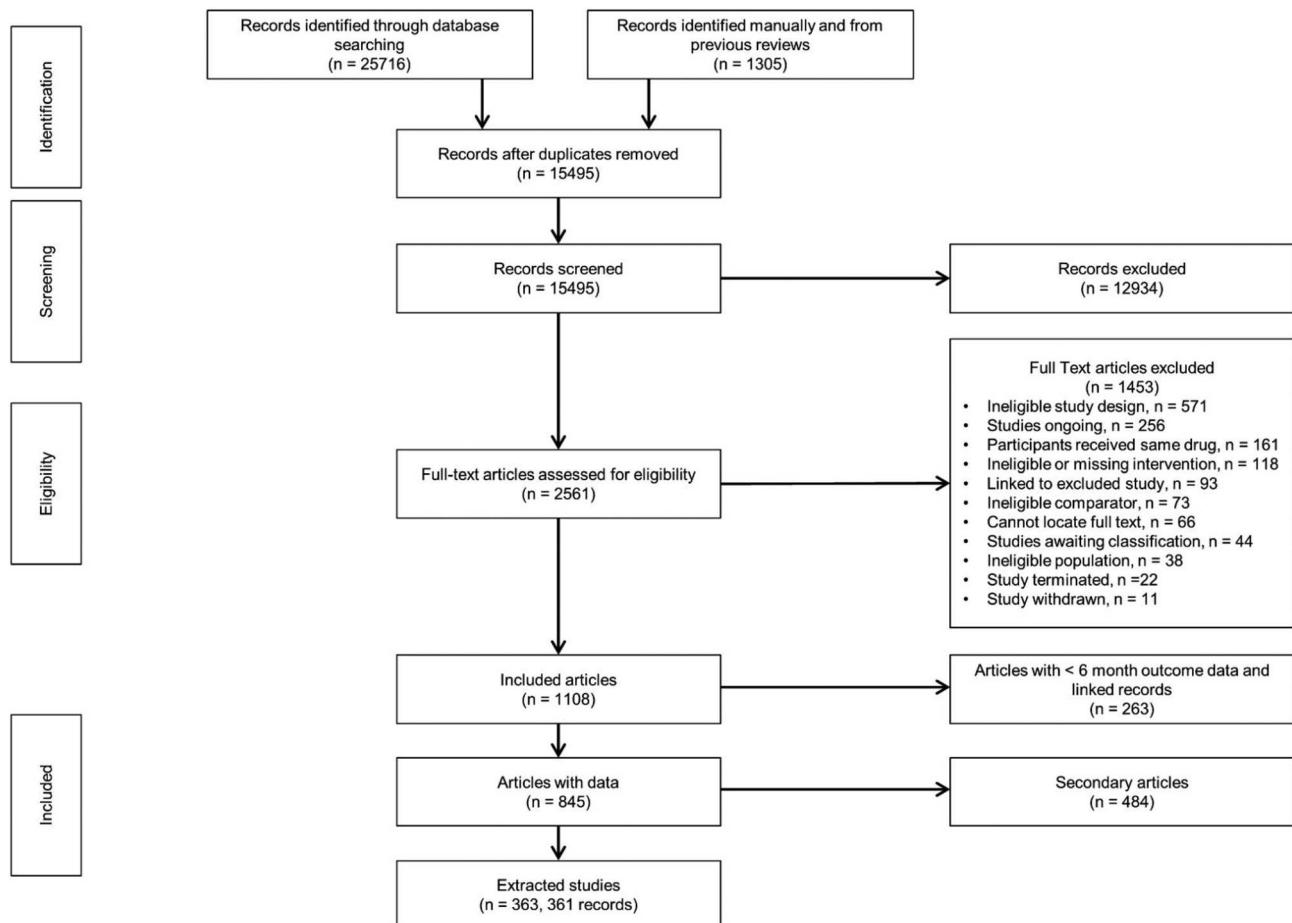 Identification
Records identified through database
searching
(n = 25716)
Records identified manually and from
previous reviews
(n = 1305)
Records after duplicates removed
(n = 15495)
Screening
Records screened
(n = 15495)
Records excluded
(n = 12934)
Eligibility
Full-text articles assessed for eligibility
(n = 2561)
Full Text articles excluded
(n = 1453)
• Ineligible study design, n = 571
• Studies ongoing, n = 256
• Participants received same drug, n = 161
• Ineligible or missing intervention, n = 118
• Linked to excluded study, n = 93
• Ineligible comparator, n = 73
• Cannot locate full text, n = 66
• Studies awaiting classification, n = 44
• Ineligible population, n = 38
• Study terminated, n =22
• Study withdrawn, n = 11
Included articles
(n = 1108)
Articles with < 6 month outcome data and
linked records
(n = 263)
Included
Articles with data
(n = 845)
Secondary articles
(n = 484)
Extracted studies
(n = 363, 361 records)